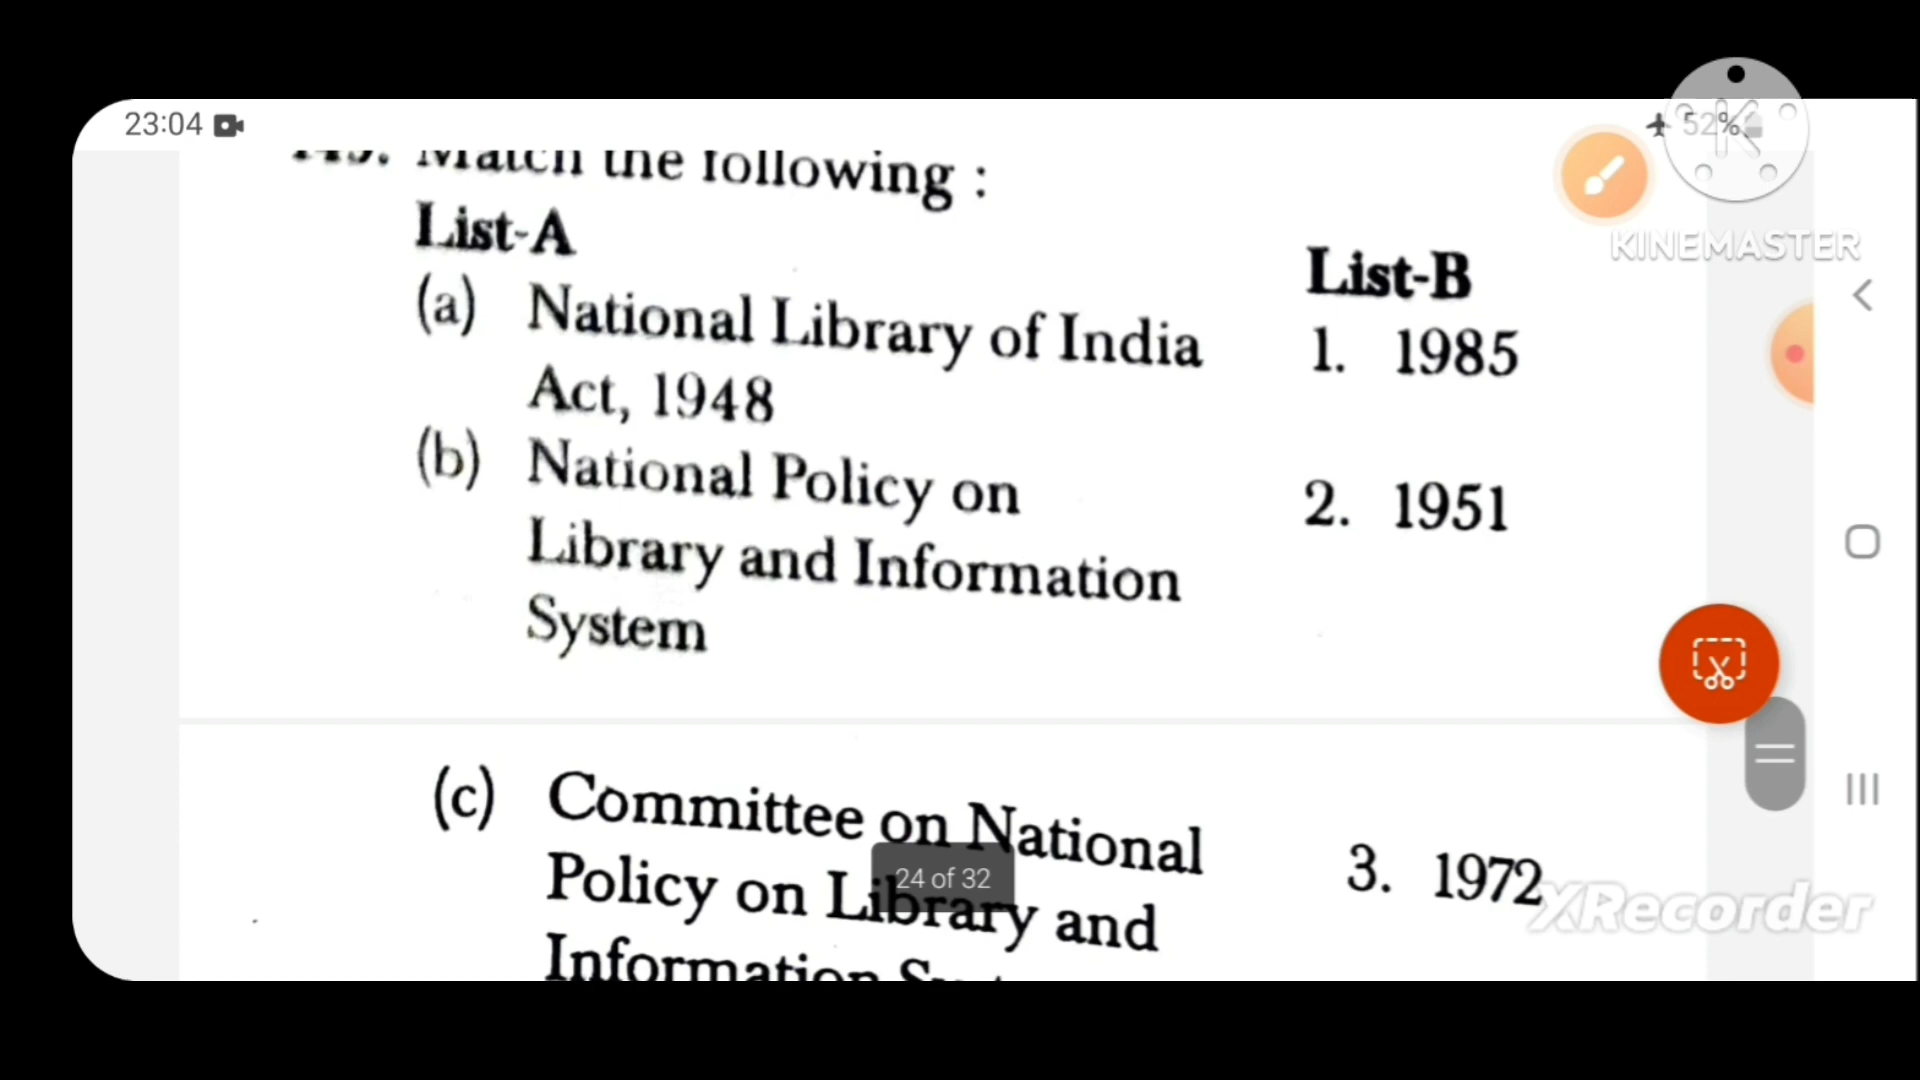 23:04
52%
KINEMASTER
Match the following :
List-A
List-B
(a) National Library of India
Act, 1948
1. 1985
(b) National Policy on
Library and Information
System
2. 1951
(c) Committee on National
Policy on Library and
Information
3. 1972
24 of 32
XRecorder